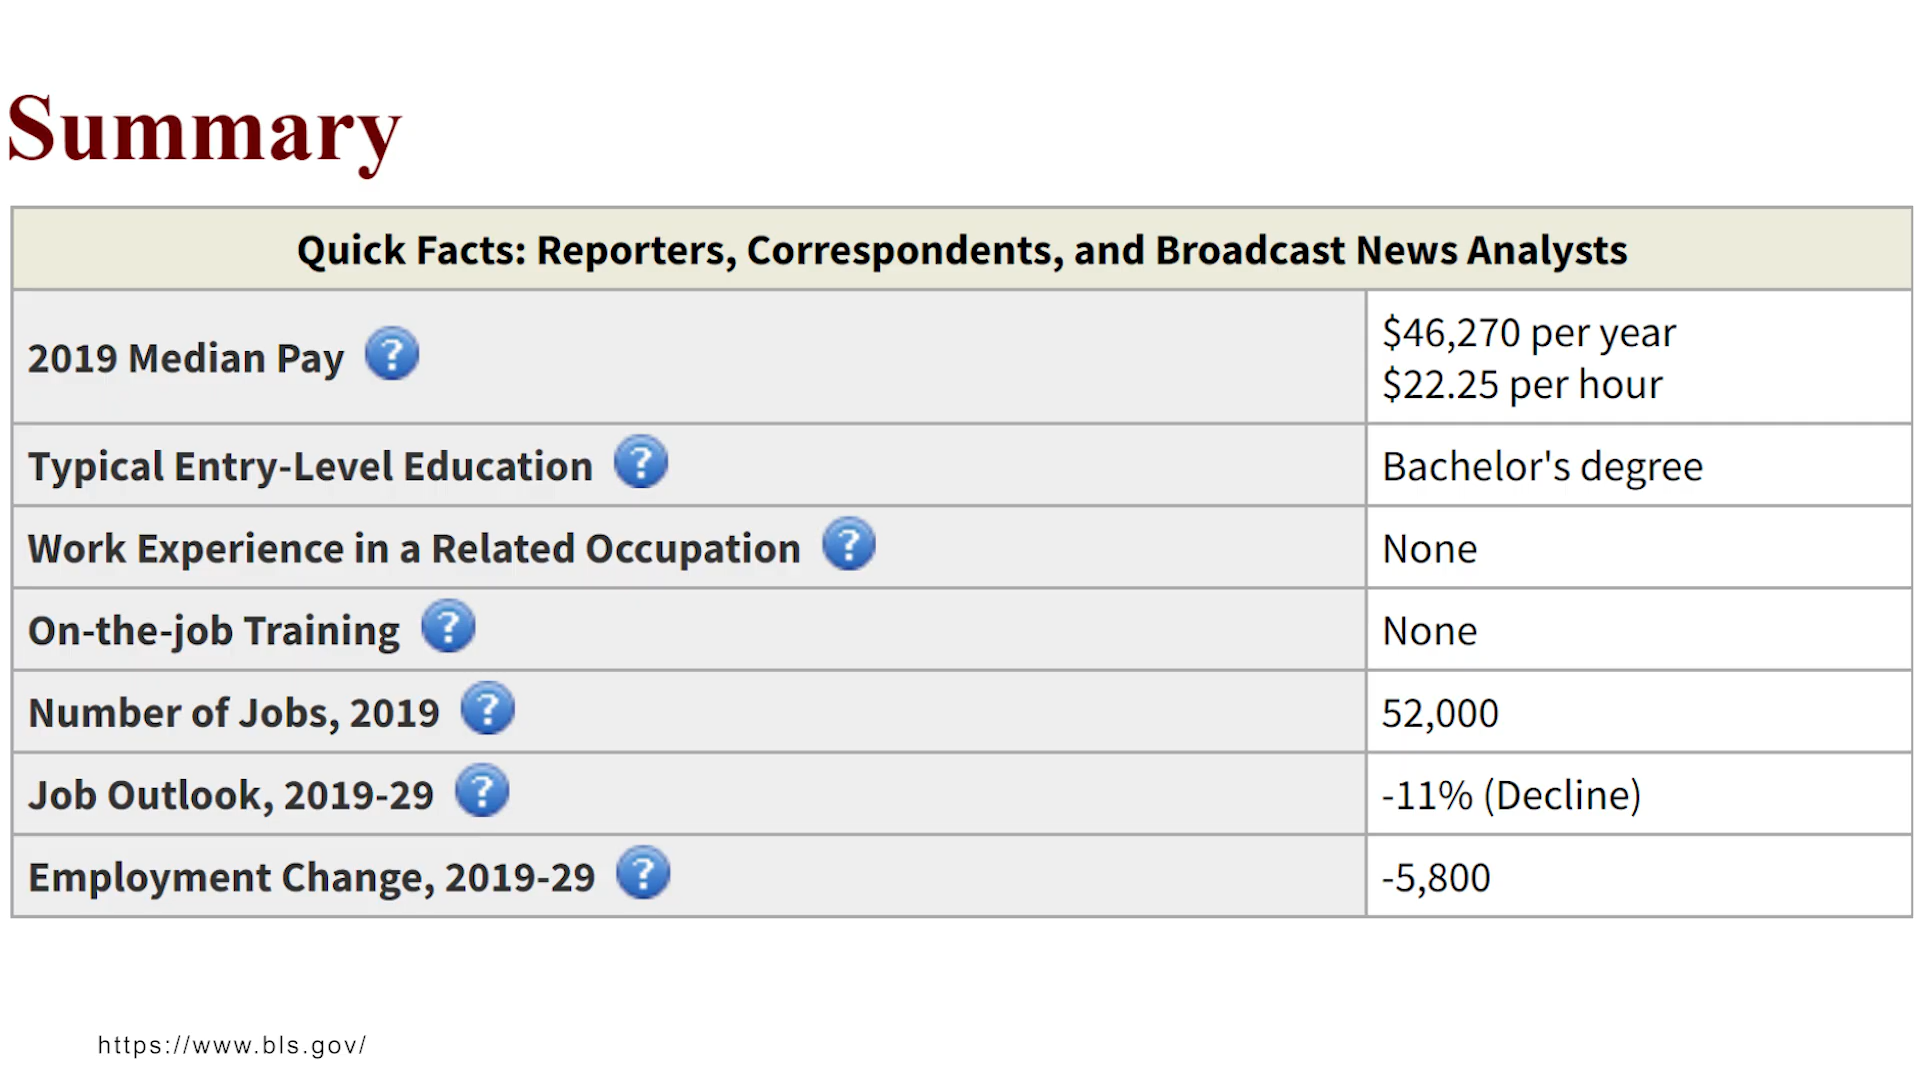 Summary
Quick Facts: Reporters, Correspondents, and Broadcast News Analysts
2019 Median Pay ?
$46,270 per year
$22.25 per hour
Typical Entry-Level Education ?
Bachelor's degree
Work Experience in a Related Occupation ?
None
On-the-job Training ?
None
Number of Jobs, 2019 ?
52,000
Job Outlook, 2019-29 ?
-11% (Decline)
Employment Change, 2019-29 ?
-5,800
https://www.bls.gov/